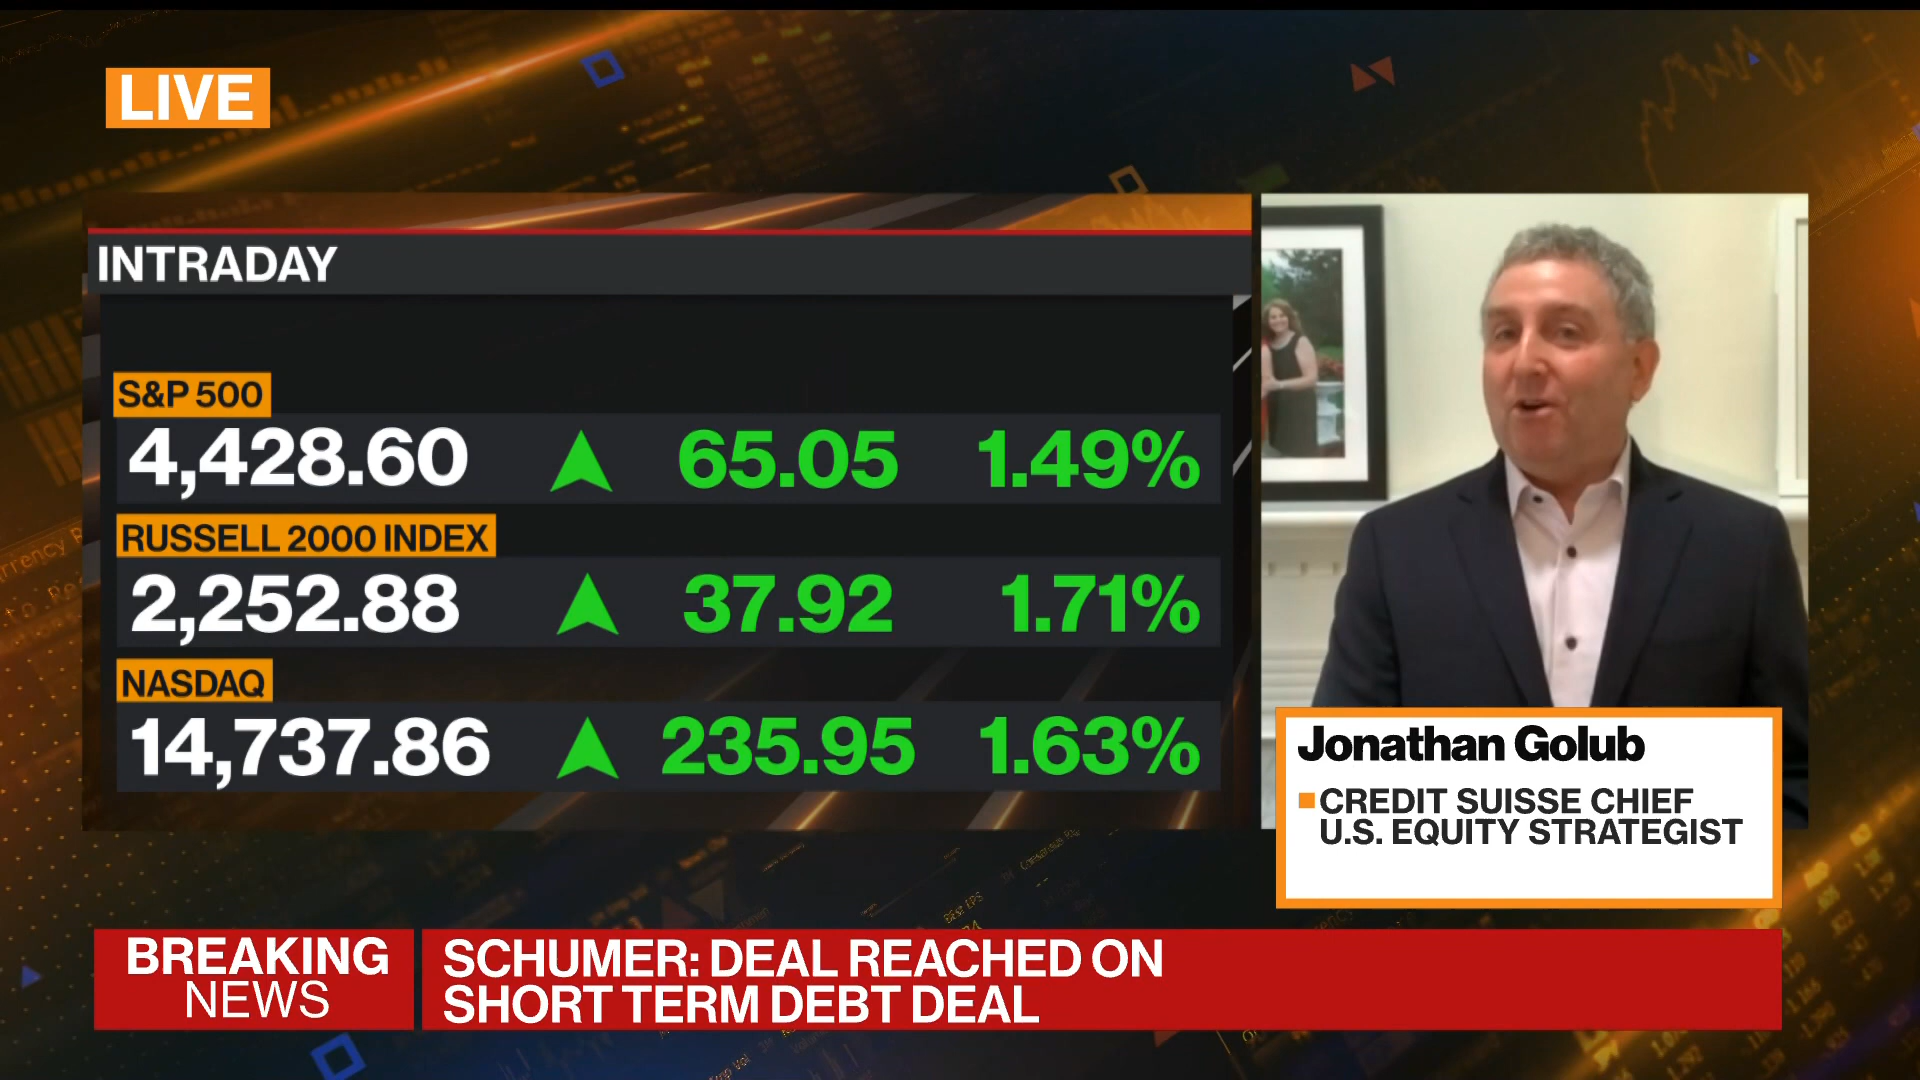 LIVE
INTRADAY
S&P 500
4,428.60 ▲ 65.05 1.49%
RUSSELL 2000 INDEX
2,252.88 ▲ 37.92 1.71%
NASDAQ
14,737.86 ▲ 235.95 1.63%
Jonathan Golub
CREDIT SUISSE CHIEF
U.S. EQUITY STRATEGIST
BREAKING
NEWS
SCHUMER: DEAL REACHED ON
SHORT TERM DEBT DEAL